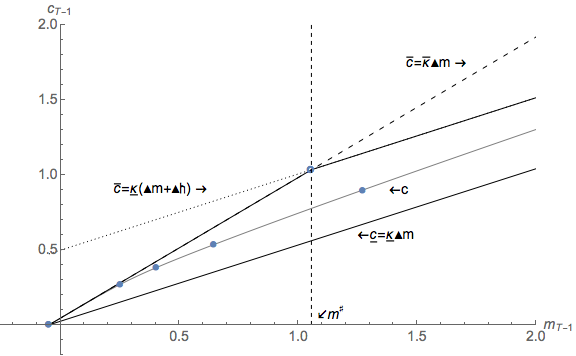 c_{T-1}
2.0
c̅=κ̅▲m →
1.5
1.0
c̅=κ̲(▲m+▲h) →
←c
0.5
←c̲=κ̲▲m
↙m^♯
0.5 1.0 1.5 2.0 m_{T-1}